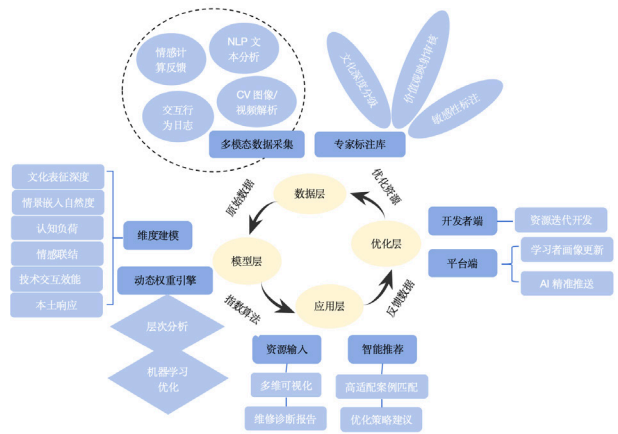 情感计
算反馈
NLP 文
本分析
交互行
为日志
CV 图像/
视频解析
多模态数据采集
专家标注库
文化深度分级
价值观映射审核
敏感性标注
文化表征深度
情景嵌入自然度
认知负荷
情感联结
技术交互效能
本土响应
维度建模
动态权重引擎
层次分析
机器学习
优化
数据层
原始数据
优化资源
模型层
优化层
指数算法
应用层
反馈数据
开发者端
资源迭代开发
平台端
学习者画像更新
AI 精准推送
资源输入
智能推荐
多维可视化
高适配案例匹配
维修诊断报告
优化策略建议